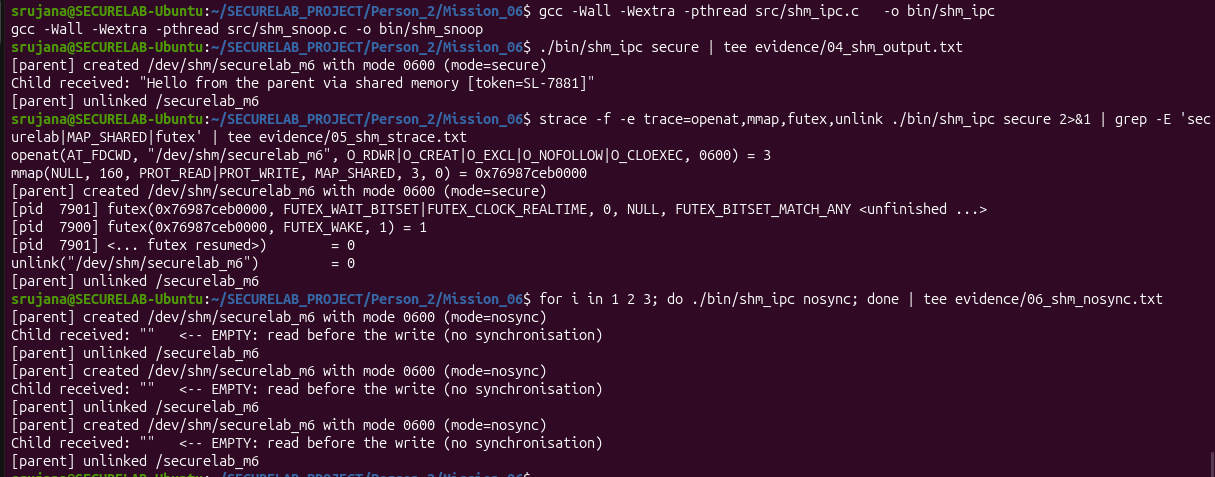 srujana@SECURELAB-Ubuntu:~/SECURELAB_PROJECT/Person_2/Mission_06$ gcc -Wall -Wextra -pthread src/shm_ipc.c   -o bin/shm_ipc
gcc -Wall -Wextra -pthread src/shm_snoop.c -o bin/shm_snoop
srujana@SECURELAB-Ubuntu:~/SECURELAB_PROJECT/Person_2/Mission_06$ ./bin/shm_ipc secure | tee evidence/04_shm_output.txt
[parent] created /dev/shm/securelab_m6 with mode 0600 (mode=secure)
Child received: "Hello from the parent via shared memory [token=SL-7881]"
[parent] unlinked /securelab_m6
srujana@SECURELAB-Ubuntu:~/SECURELAB_PROJECT/Person_2/Mission_06$ strace -f -e trace=openat,mmap,futex,unlink ./bin/shm_ipc secure 2>&1 | grep -E 'sec
urelab|MAP_SHARED|futex' | tee evidence/05_shm_strace.txt
openat(AT_FDCWD, "/dev/shm/securelab_m6", O_RDWR|O_CREAT|O_EXCL|O_NOFOLLOW|O_CLOEXEC, 0600) = 3
mmap(NULL, 160, PROT_READ|PROT_WRITE, MAP_SHARED, 3, 0) = 0x76987ceb0000
[parent] created /dev/shm/securelab_m6 with mode 0600 (mode=secure)
[pid  7901] futex(0x76987ceb0000, FUTEX_WAIT_BITSET|FUTEX_CLOCK_REALTIME, 0, NULL, FUTEX_BITSET_MATCH_ANY <unfinished ...>
[pid  7900] futex(0x76987ceb0000, FUTEX_WAKE, 1) = 1
[pid  7901] <... futex resumed>)        = 0
unlink("/dev/shm/securelab_m6")         = 0
[parent] unlinked /securelab_m6
srujana@SECURELAB-Ubuntu:~/SECURELAB_PROJECT/Person_2/Mission_06$ for i in 1 2 3; do ./bin/shm_ipc nosync; done | tee evidence/06_shm_nosync.txt
[parent] created /dev/shm/securelab_m6 with mode 0600 (mode=nosync)
Child received: ""   <-- EMPTY: read before the write (no synchronisation)
[parent] unlinked /securelab_m6
[parent] created /dev/shm/securelab_m6 with mode 0600 (mode=nosync)
Child received: ""   <-- EMPTY: read before the write (no synchronisation)
[parent] unlinked /securelab_m6
[parent] created /dev/shm/securelab_m6 with mode 0600 (mode=nosync)
Child received: ""   <-- EMPTY: read before the write (no synchronisation)
[parent] unlinked /securelab_m6